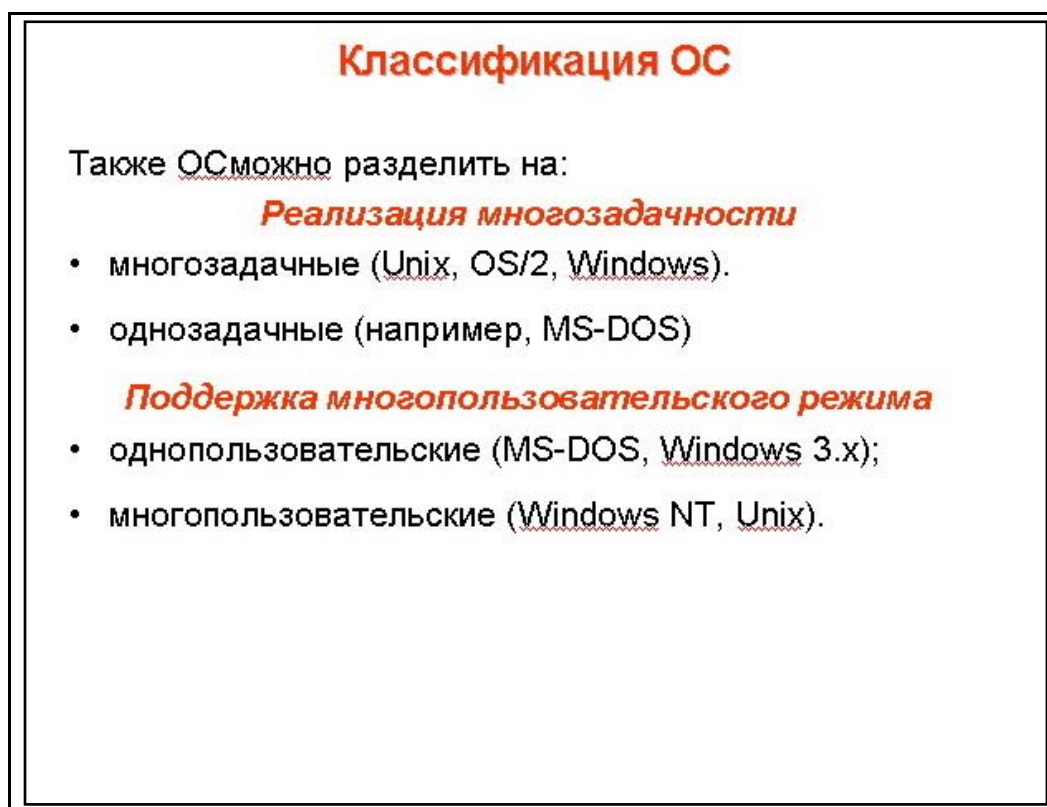 Классификация ОС
Также ОСможно разделить на:
Реализация многозадачности
• многозадачные (Unix, OS/2, Windows).
• однозадачные (например, MS-DOS)
Поддержка многопользовательского режима
• однопользовательские (MS-DOS, Windows 3.x);
• многопользовательские (Windows NT, Unix).